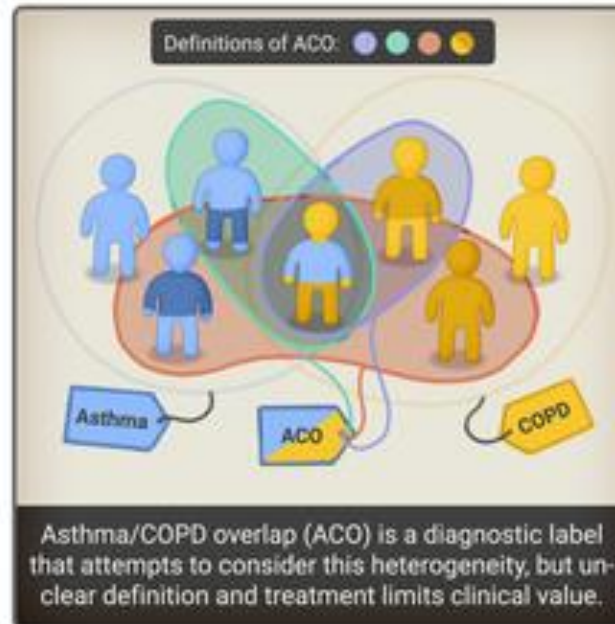 Definitions of ACO:
Asthma
ACO
COPD
Asthma/COPD overlap (ACO) is a diagnostic label
that attempts to consider this heterogeneity, but un-
clear definition and treatment limits clinical value.